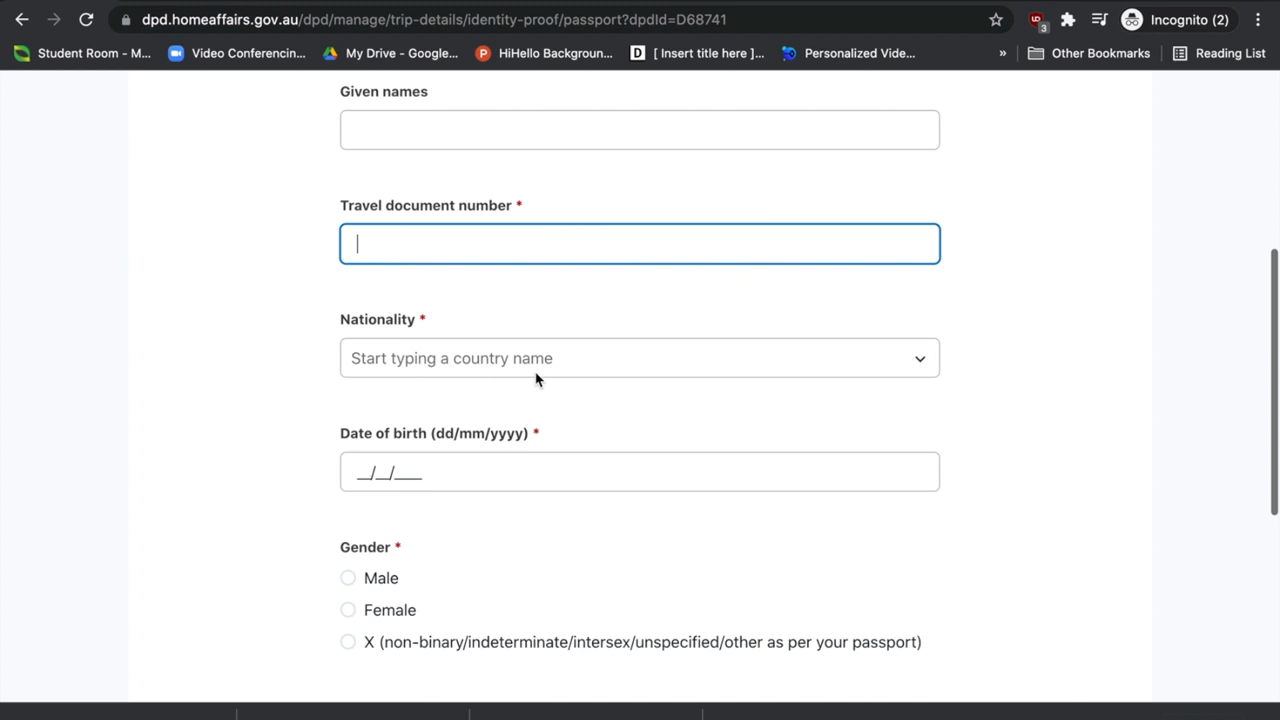 dpd.homeaffairs.gov.au/dpd/manage/trip-details/identity-proof/passport?dpdId=D68741
3
Incognito (2)
Student Room - M...
Video Conferencin...
My Drive - Google...
P
HiHello Backgroun...
D
[ Insert title here ]...
Personalized Vide...
»
Other Bookmarks
Reading List
Given names
Travel document number *
Nationality *
Start typing a country name
Date of birth (dd/mm/yyyy) *
__/__/____
Gender *
Male
Female
X (non-binary/indeterminate/intersex/unspecified/other as per your passport)